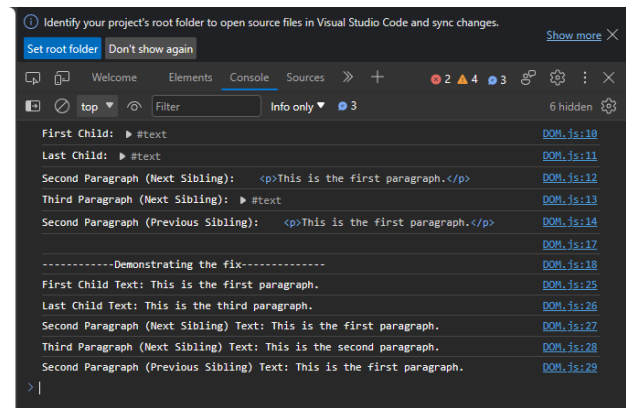 Identify your project's root folder to open source files in Visual Studio Code and sync changes.
Show more
Set root folder Don't show again
Welcome Elements Console Sources 2 4 3
top Filter Info only 3 6 hidden
First Child: #text DOM.js:10
Last Child: #text DOM.js:11
Second Paragraph (Next Sibling): <p>This is the first paragraph.</p> DOM.js:12
Third Paragraph (Next Sibling): #text DOM.js:13
Second Paragraph (Previous Sibling): <p>This is the first paragraph.</p> DOM.js:14
DOM.js:17
------------Demonstrating the fix-------------- DOM.js:18
First Child Text: This is the first paragraph. DOM.js:25
Last Child Text: This is the third paragraph. DOM.js:26
Second Paragraph (Next Sibling) Text: This is the first paragraph. DOM.js:27
Third Paragraph (Next Sibling) Text: This is the second paragraph. DOM.js:28
Second Paragraph (Previous Sibling) Text: This is the first paragraph. DOM.js:29
>